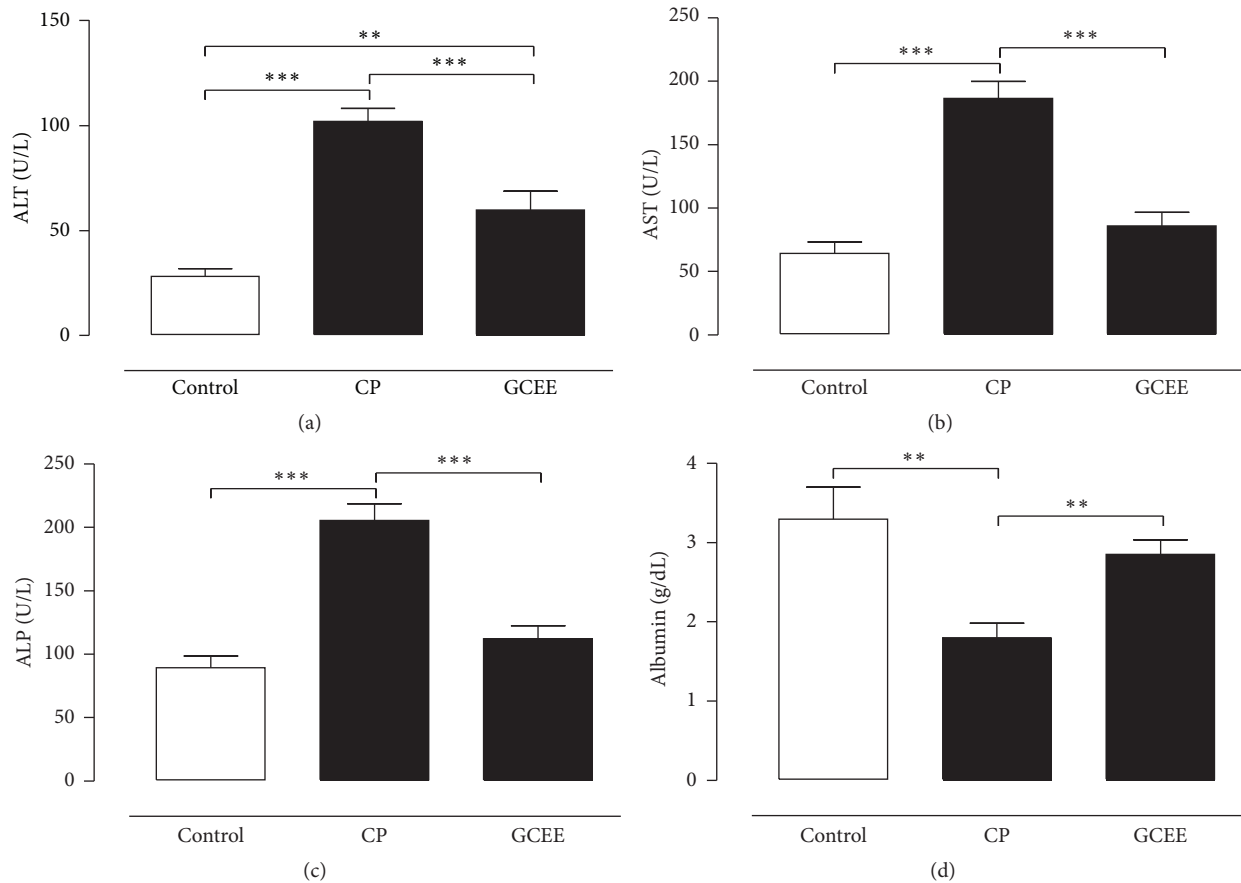 150
100
50
0
ALT (U/L)
**
***
***
Control CP GCEE
(a)
250
200
150
100
50
0
AST (U/L)
***
***
Control CP GCEE
(b)
250
200
150
100
50
0
ALP (U/L)
***
***
Control CP GCEE
(c)
4
3
2
1
0
Albumin (g/dL)
**
**
Control CP GCEE
(d)